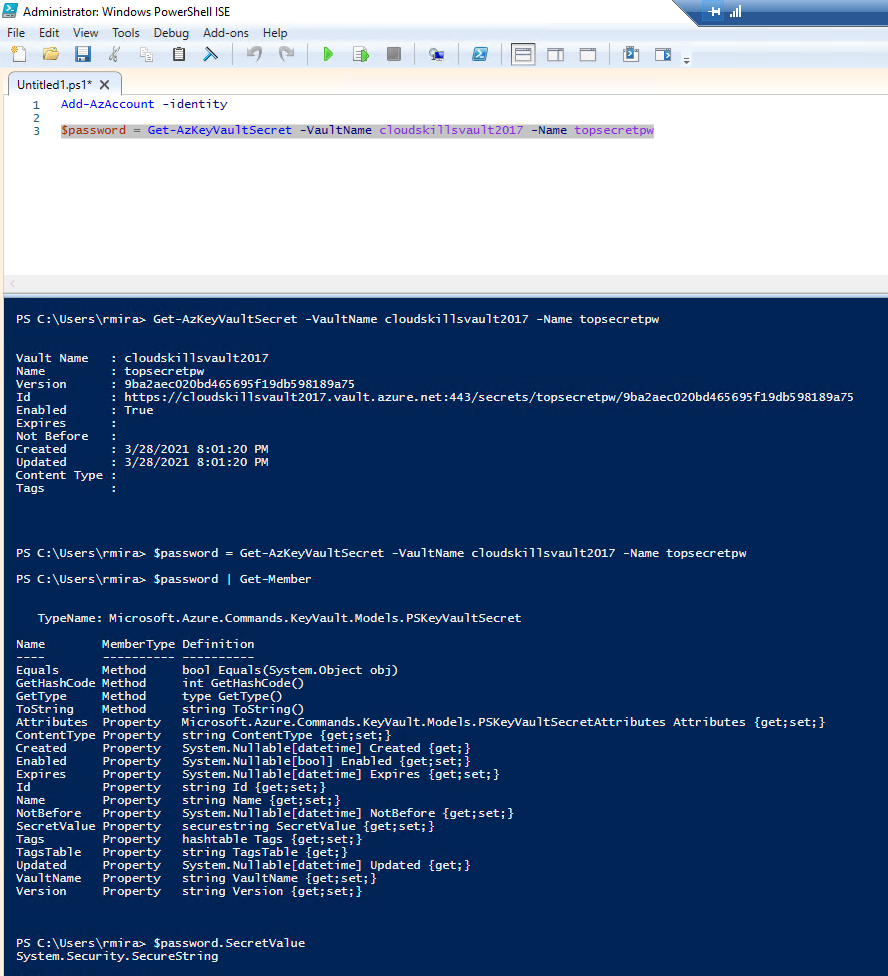 Administrator: Windows PowerShell ISE
File Edit View Tools Debug Add-ons Help
Untitled1.ps1* X
1 Add-AzAccount -identity
2
3 $password = Get-AzKeyVaultSecret -VaultName cloudskillsvault2017 -Name topsecretpw
PS C:\Users\rmira> Get-AzKeyVaultSecret -VaultName cloudskillsvault2017 -Name topsecretpw
Vault Name : cloudskillsvault2017
Name : topsecretpw
Version : 9ba2aec020bd465695f19db598189a75
Id : https://cloudskillsvault2017.vault.azure.net:443/secrets/topsecretpw/9ba2aec020bd465695f19db598189a75
Enabled : True
Expires :
Not Before :
Created : 3/28/2021 8:01:20 PM
Updated : 3/28/2021 8:01:20 PM
Content Type :
Tags :
PS C:\Users\rmira> $password = Get-AzKeyVaultSecret -VaultName cloudskillsvault2017 -Name topsecretpw
PS C:\Users\rmira> $password | Get-Member
TypeName: Microsoft.Azure.Commands.KeyVault.Models.PSKeyVaultSecret
Name MemberType Definition
---- ---------- ----------
Equals Method bool Equals(System.Object obj)
GetHashCode Method int GetHashCode()
GetType Method type GetType()
ToString Method string ToString()
Attributes Property Microsoft.Azure.Commands.KeyVault.Models.PSKeyVaultSecretAttributes Attributes {get;set;}
ContentType Property string ContentType {get;set;}
Created Property System.Nullable[datetime] Created {get;}
Enabled Property System.Nullable[bool] Enabled {get;set;}
Expires Property System.Nullable[datetime] Expires {get;set;}
Id Property string Id {get;set;}
Name Property string Name {get;set;}
NotBefore Property System.Nullable[datetime] NotBefore {get;set;}
SecretValue Property securestring SecretValue {get;set;}
Tags Property hashtable Tags {get;set;}
TagsTable Property string TagsTable {get;}
Updated Property System.Nullable[datetime] Updated {get;}
VaultName Property string VaultName {get;set;}
Version Property string Version {get;set;}
PS C:\Users\rmira> $password.SecretValue
System.Security.SecureString